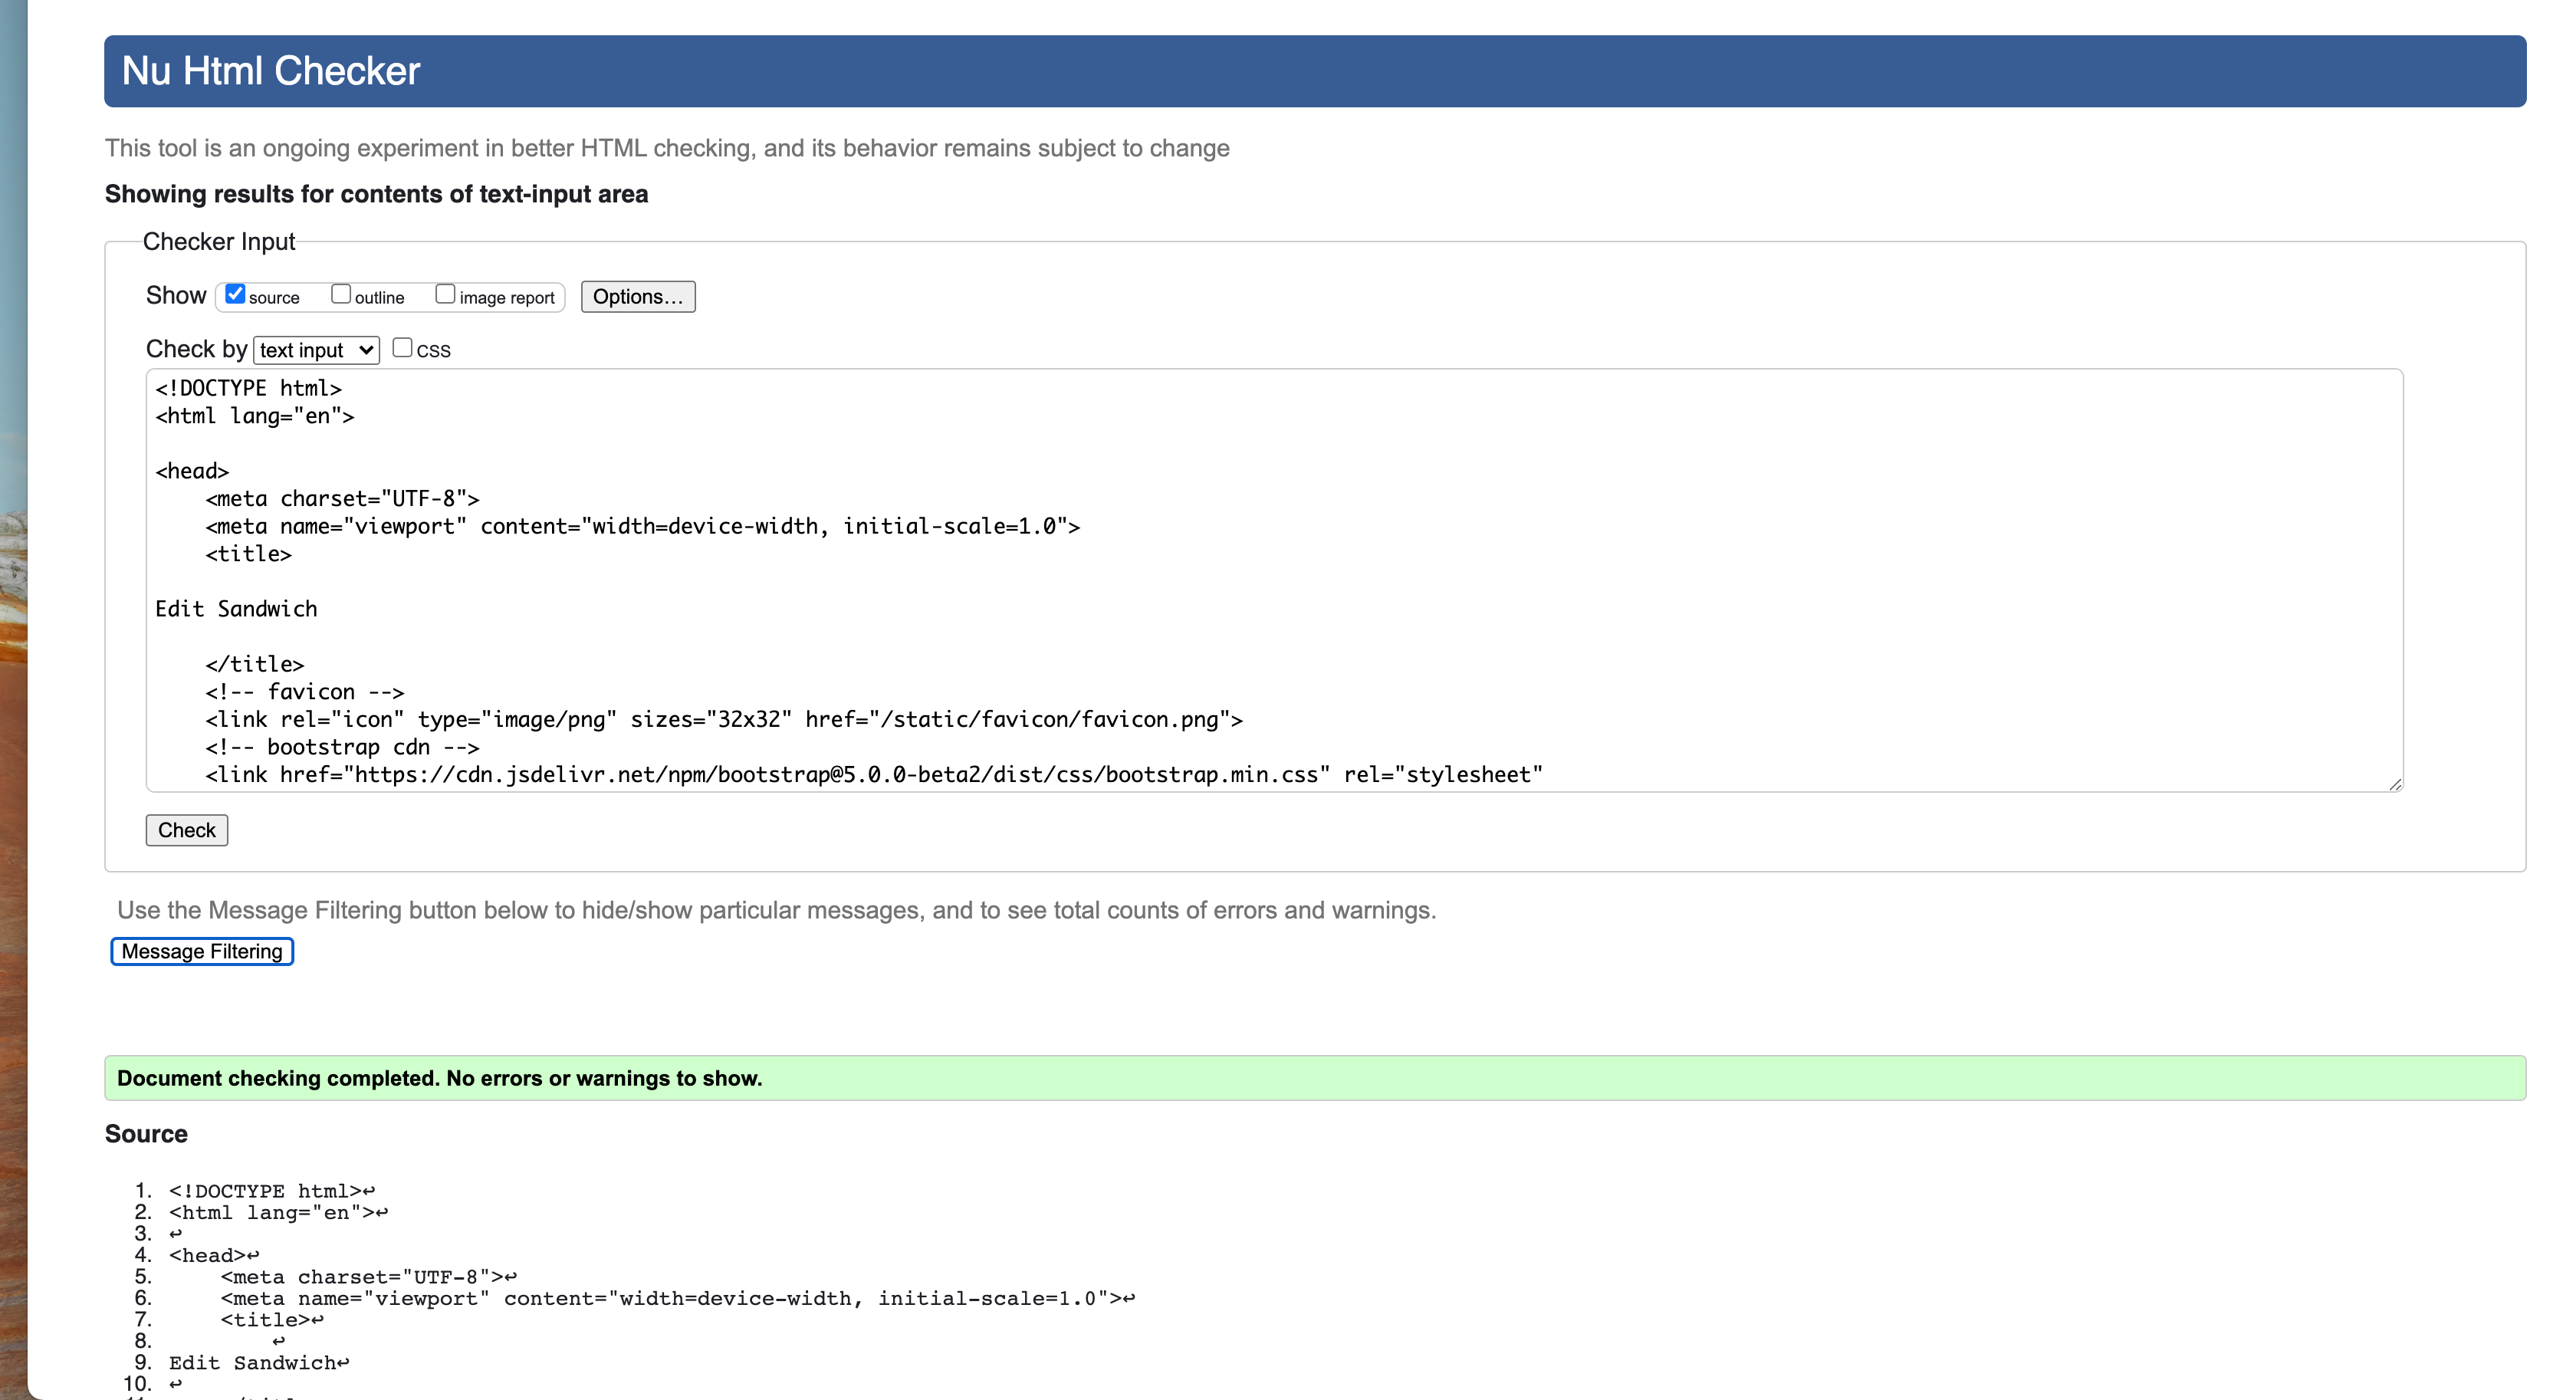 Nu Html Checker
This tool is an ongoing experiment in better HTML checking, and its behavior remains subject to change
Showing results for contents of text-input area
Checker Input
Show source outline image report Options...
Check by text input CSS
<!DOCTYPE html>
<html lang="en">
<head>
    <meta charset="UTF-8">
    <meta name="viewport" content="width=device-width, initial-scale=1.0">
    <title>
Edit Sandwich
    </title>
    <!-- favicon -->
    <link rel="icon" type="image/png" sizes="32x32" href="/static/favicon/favicon.png">
    <!-- bootstrap cdn -->
    <link href="https://cdn.jsdelivr.net/npm/bootstrap@5.0.0-beta2/dist/css/bootstrap.min.css" rel="stylesheet"
Check
Use the Message Filtering button below to hide/show particular messages, and to see total counts of errors and warnings.
Message Filtering
Document checking completed. No errors or warnings to show.
Source
1. <!DOCTYPE html>↩
2. <html lang="en">↩
3. ↩
4. <head>↩
5.     <meta charset="UTF-8">↩
6.     <meta name="viewport" content="width=device-width, initial-scale=1.0">↩
7.     <title>↩
8.         ↩
9. Edit Sandwich↩
10. ↩